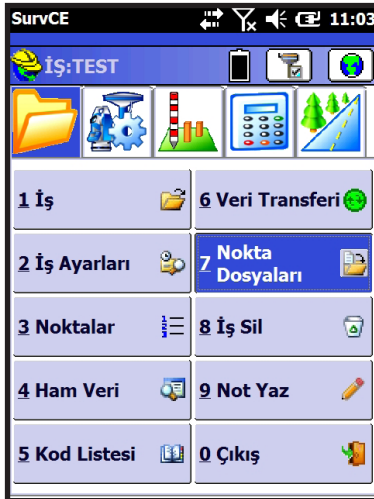 SurvCE 11:03
İŞ:TEST
1 İş
6 Veri Transferi
2 İş Ayarları
7 Nokta
Dosyaları
3 Noktalar
8 İş Sil
4 Ham Veri
9 Not Yaz
5 Kod Listesi
0 Çıkış